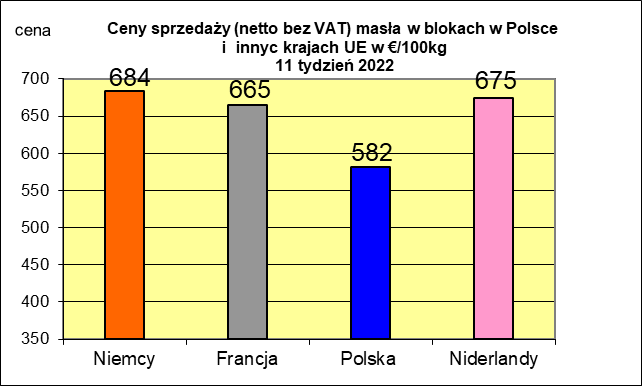 cena
Ceny sprzedaży (netto bez VAT) masła w blokach w Polsce
i innyc krajach UE w €/100kg
11 tydzień 2022
700
650
600
550
500
450
400
350
684
665
582
675
Niemcy Francja Polska Niderlandy